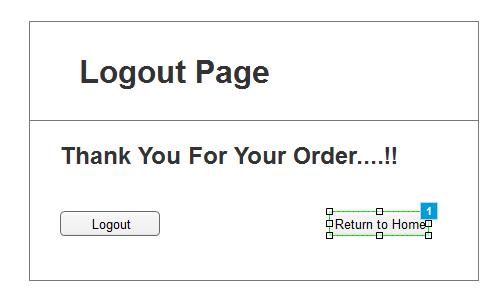 Logout Page
Thank You For Your Order....!!
Logout
Return to Home
1